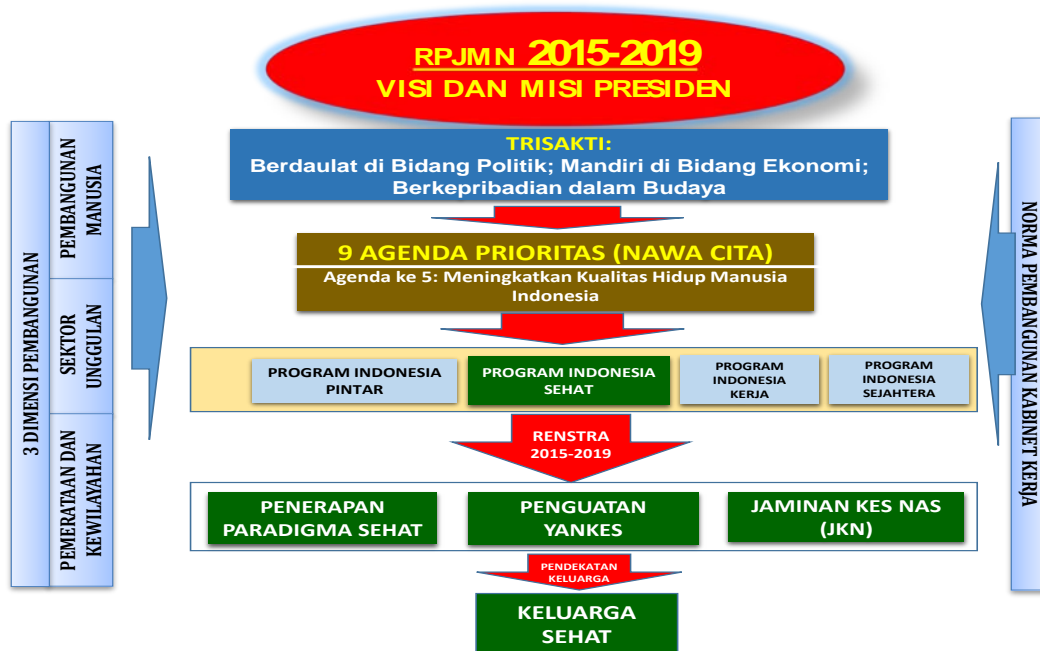 RPJMN 2015-2019
VISI DAN MISI PRESIDEN
TRISAKTI:
Berdaulat di Bidang Politik; Mandiri di Bidang Ekonomi;
Berkepribadian dalam Budaya
9 AGENDA PRIORITAS (NAWA CITA)
Agenda ke 5: Meningkatkan Kualitas Hidup Manusia
Indonesia
PROGRAM INDONESIA
PINTAR
PROGRAM INDONESIA
SEHAT
PROGRAM
INDONESIA
KERJA
PROGRAM
INDONESIA
SEJAHTERA
RENSTRA
2015-2019
PENERAPAN
PARADIGMA SEHAT
PENGUATAN
YANKES
JAMINAN KES NAS
(JKN)
PENDEKATAN
KELUARGA
KELUARGA
SEHAT
3 DIMENSI PEMBANGUNAN
PEMBANGUNAN
MANUSIA
SEKTOR
UNGGULAN
PEMERATAAN DAN
KEWILAYAHAN
NORMA PEMBANGUNAN KABINET KERJA